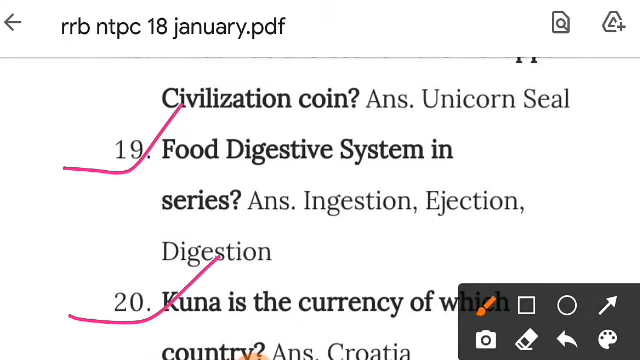 rrb ntpc 18 january.pdf
Civilization coin? Ans. Unicorn Seal
19. Food Digestive System in
series? Ans. Ingestion, Ejection,
Digestion
20. Kuna is the currency of which
country? Ans. Croatia